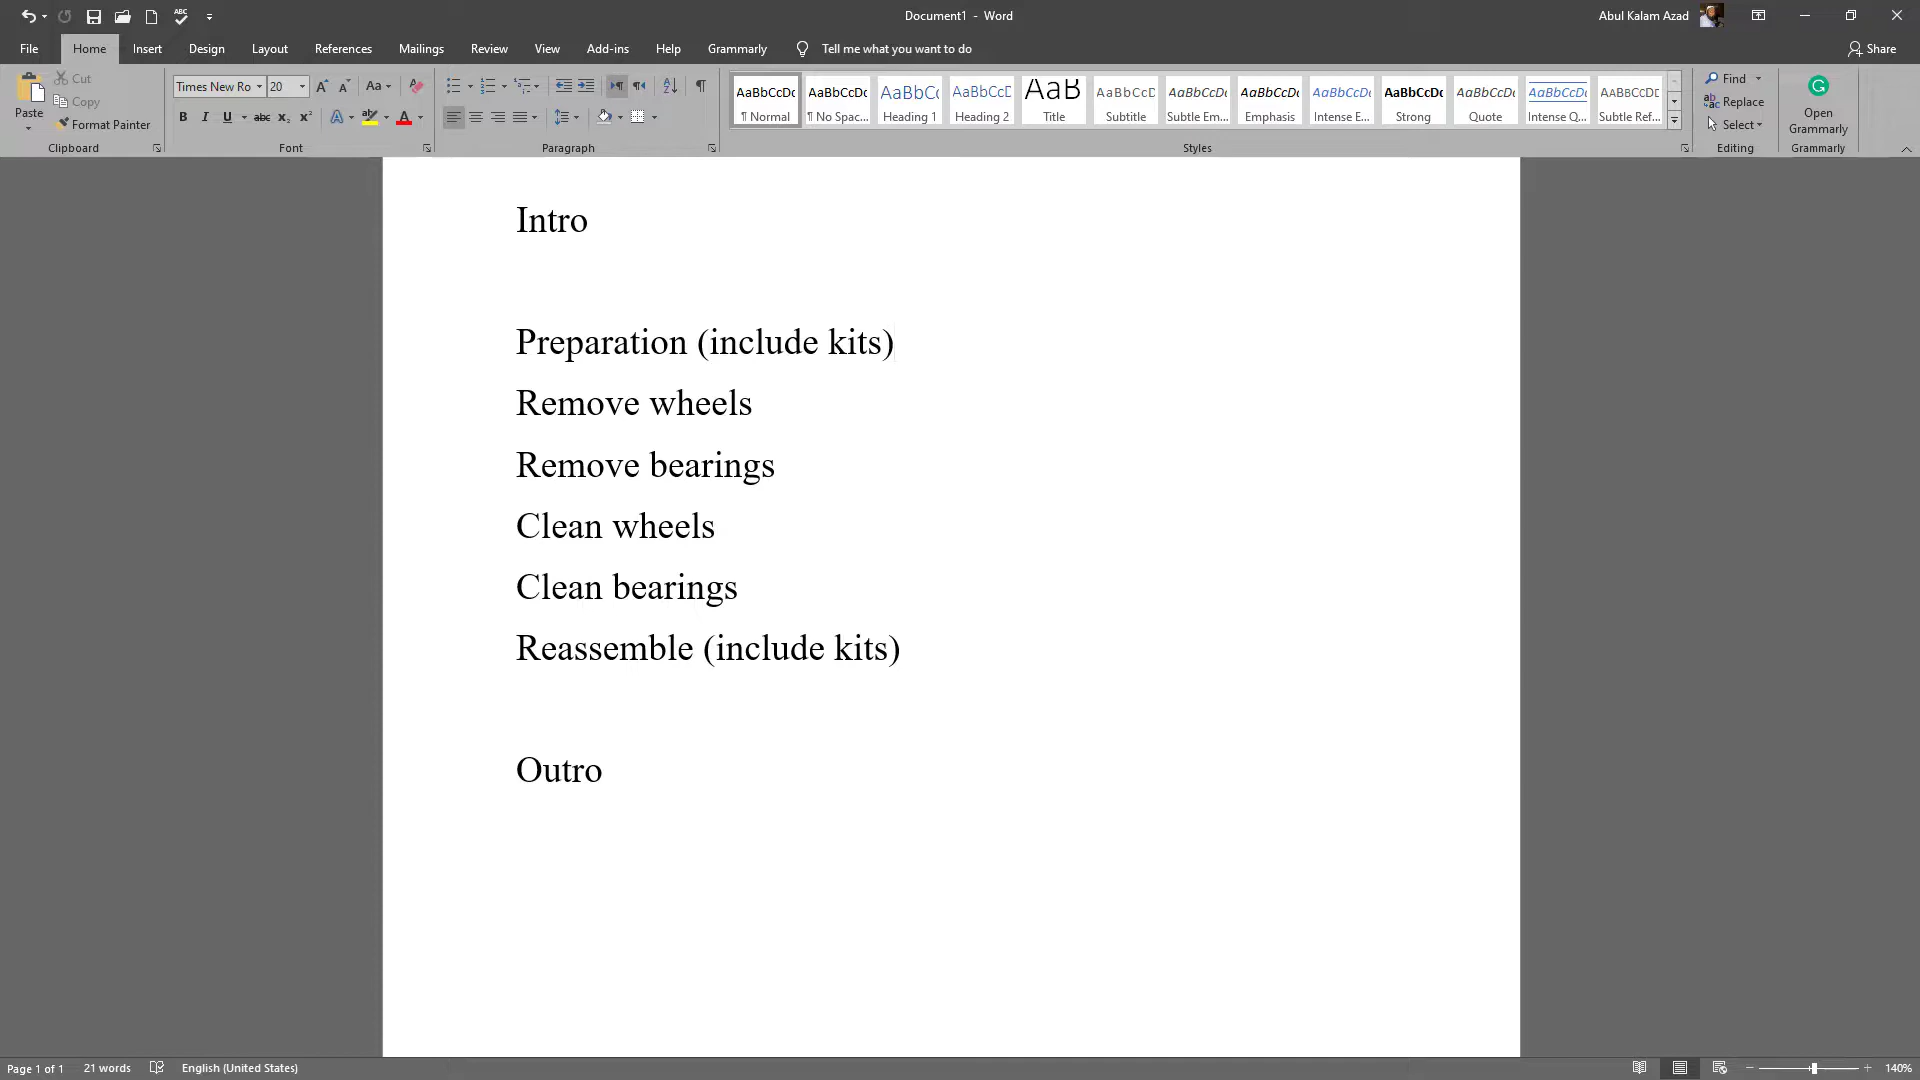 Document1 - Word
Abul Kalam Azad
File Home Insert Design Layout References Mailings Review View Add-ins Help Grammarly Tell me what you want to do Share
Paste
Cut
Copy
Format Painter
Clipboard
Times New Ro 20
Font
Paragraph
AaBbCcDc AaBbCcDc AaBbC( AaBbCcD AaB AaBbCcD AaBbCcDc AaBbCcDc AaBbCcDc AaBbCcDc AaBbCcDc AaBbCcDc AaBbCcDd
¶ Normal ¶ No Spac... Heading 1 Heading 2 Title Subtitle Subtle Em... Emphasis Intense E... Strong Quote Intense Q... Subtle Ref...
Styles
Find
Replace
Select
Editing
Open
Grammarly
Grammarly
Intro
Preparation (include kits)
Remove wheels
Remove bearings
Clean wheels
Clean bearings
Reassemble (include kits)
Outro
Page 1 of 1 21 words English (United States) 140%